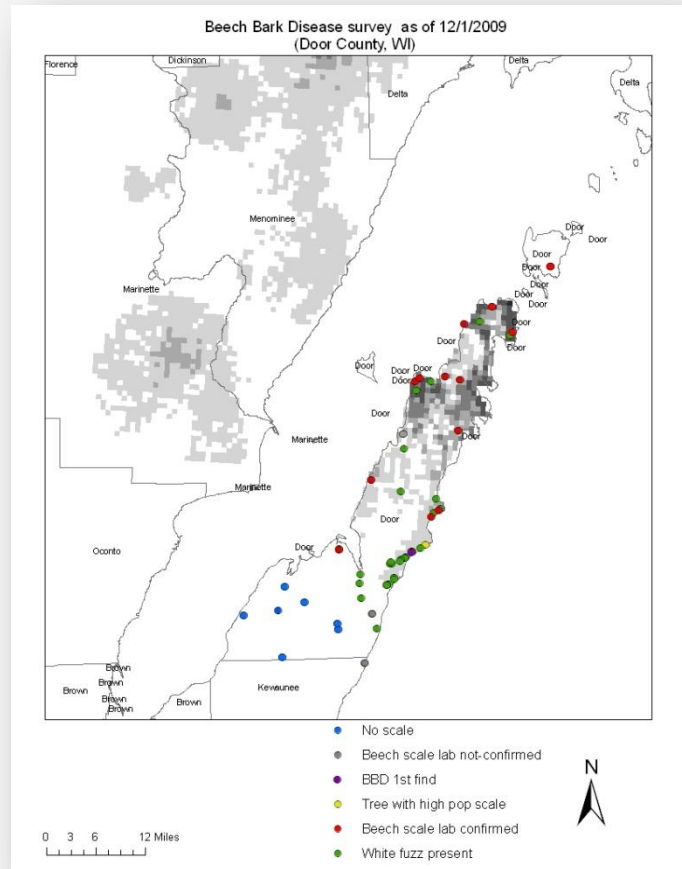 Beech Bark Disease survey as of 12/1/2009
(Door County, WI)
Florence
Dickinson
Delta
Delta
Delta
Menominee
Door
Door
Door
Door
Door
Marinette
Door
Door
Door
Door
Door
Door
Door
Door
Door
Door
Door
Marinette
Marinette
Door
Oconto
Door
Brown
Brown
Brown
Brown
Brown
Brown
Kewaunee
No scale
Beech scale lab not-confirmed
BBD 1st find
Tree with high pop scale
Beech scale lab confirmed
White fuzz present
N
0 3 6 12 Miles